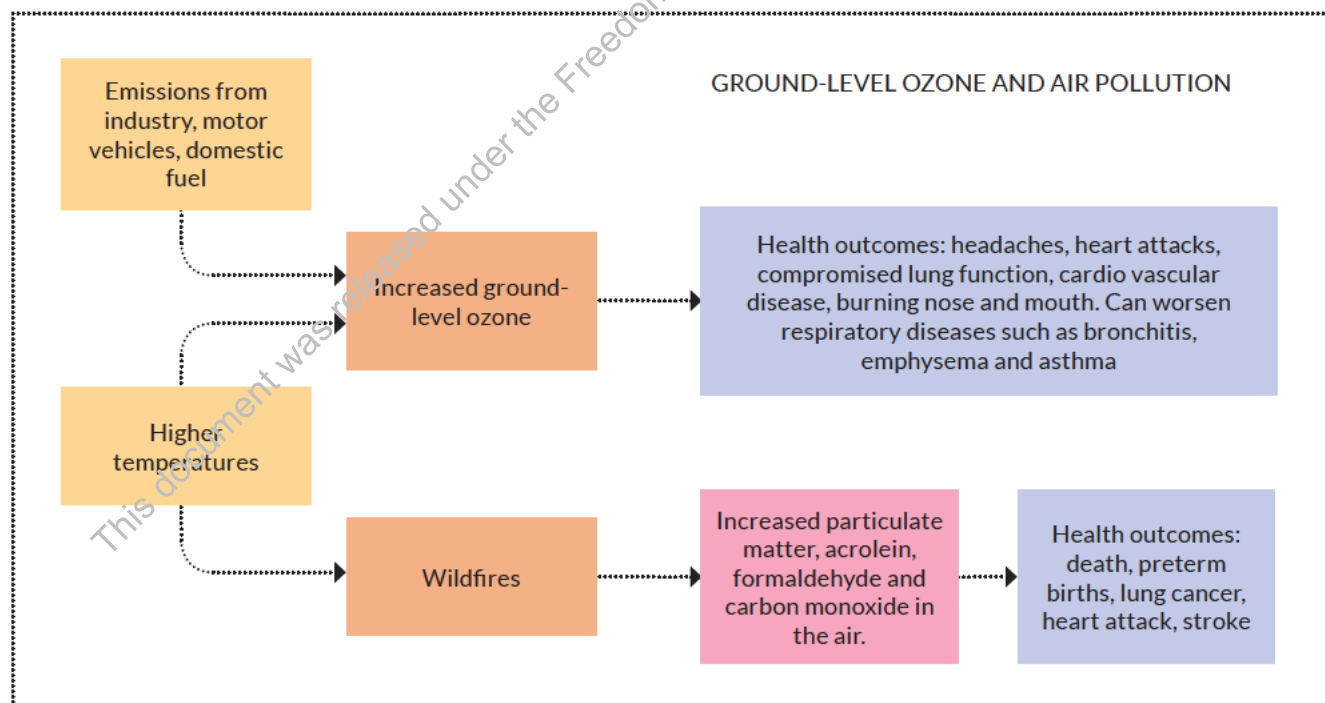 GROUND-LEVEL OZONE AND AIR POLLUTION
Emissions from
industry, motor
vehicles, domestic
fuel
Increased ground-
level ozone
Health outcomes: headaches, heart attacks,
compromised lung function, cardio vascular
disease, burning nose and mouth. Can worsen
respiratory diseases such as bronchitis,
emphysema and asthma
Higher
temperatures
Wildfires
Increased particulate
matter, acrolein,
formaldehyde and
carbon monoxide in
the air.
Health outcomes:
death, preterm
births, lung cancer,
heart attack, stroke
This document was released under the Freedom